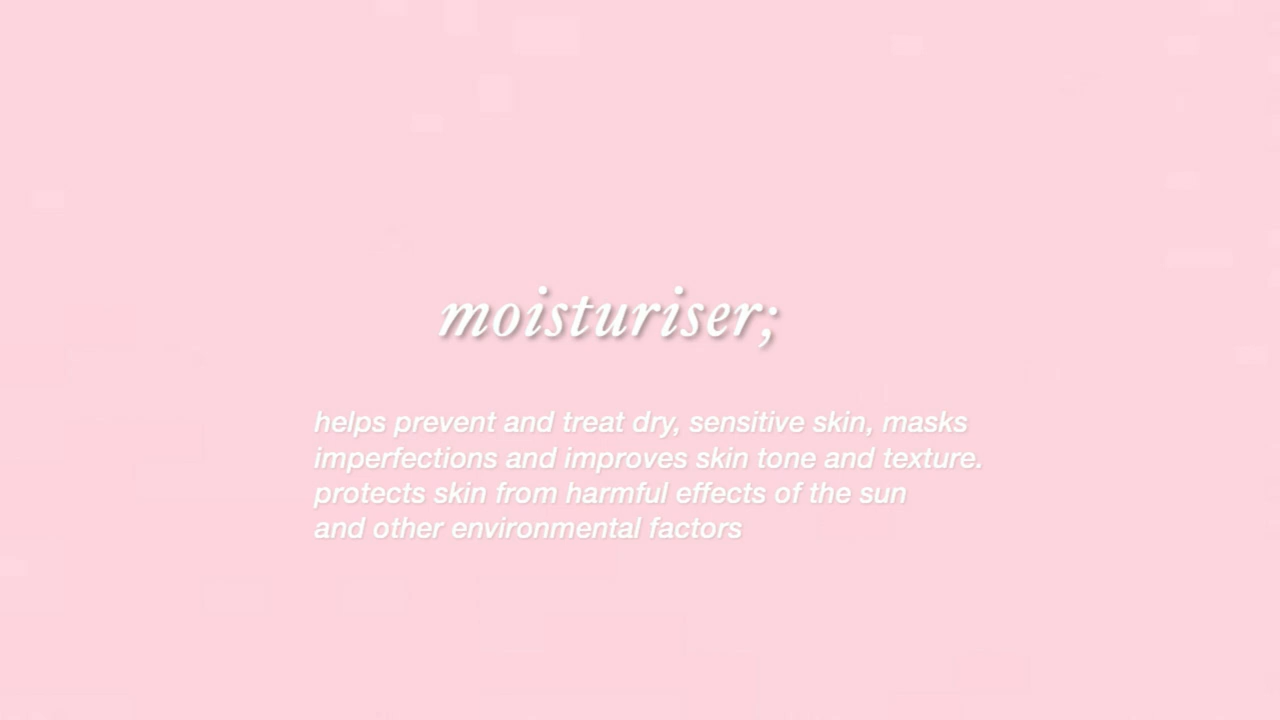 moisturiser;
helps prevent and treat dry, sensitive skin, masks
imperfections and improves skin tone and texture.
protects skin from harmful effects of the sun
and other environmental factors